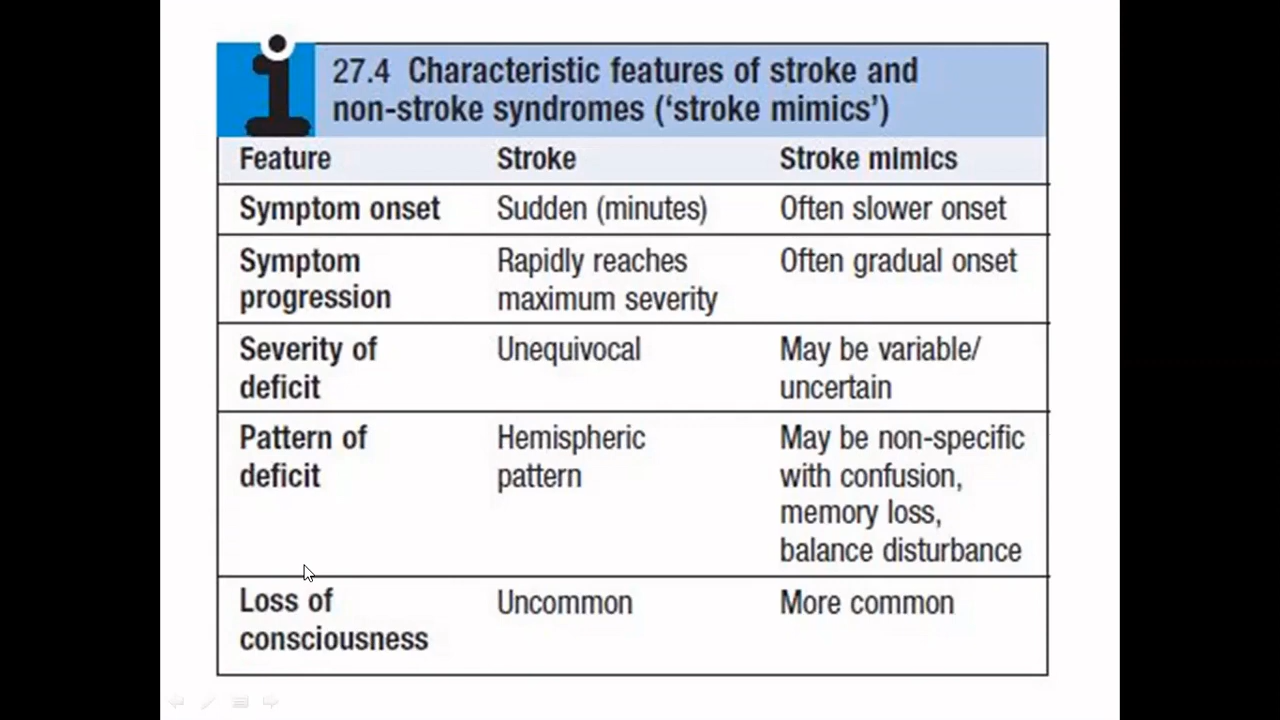 27.4 Characteristic features of stroke and
non-stroke syndromes (‘stroke mimics’)
Feature Stroke Stroke mimics
Symptom onset Sudden (minutes) Often slower onset
Symptom Rapidly reaches Often gradual onset
progression maximum severity
Severity of Unequivocal May be variable/
deficit uncertain
Pattern of Hemispheric May be non-specific
deficit pattern with confusion,
memory loss,
balance disturbance
Loss of Uncommon More common
consciousness